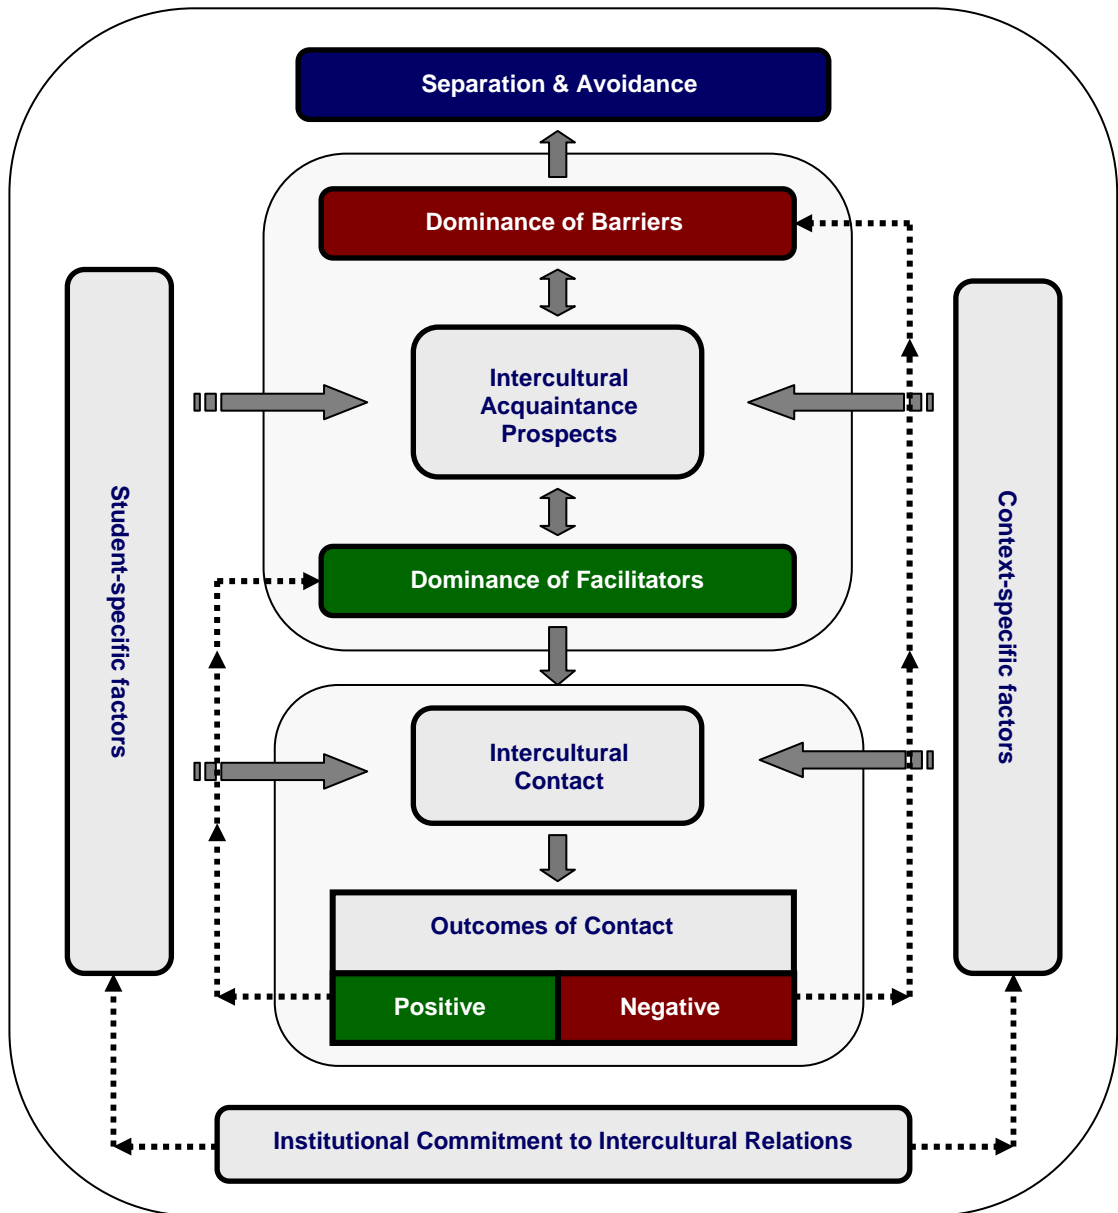 Separation & Avoidance
Dominance of Barriers
Intercultural
Acquaintance
Prospects
Student-specific factors
Context-specific factors
Dominance of Facilitators
Intercultural
Contact
Outcomes of Contact
Positive
Negative
Institutional Commitment to Intercultural Relations